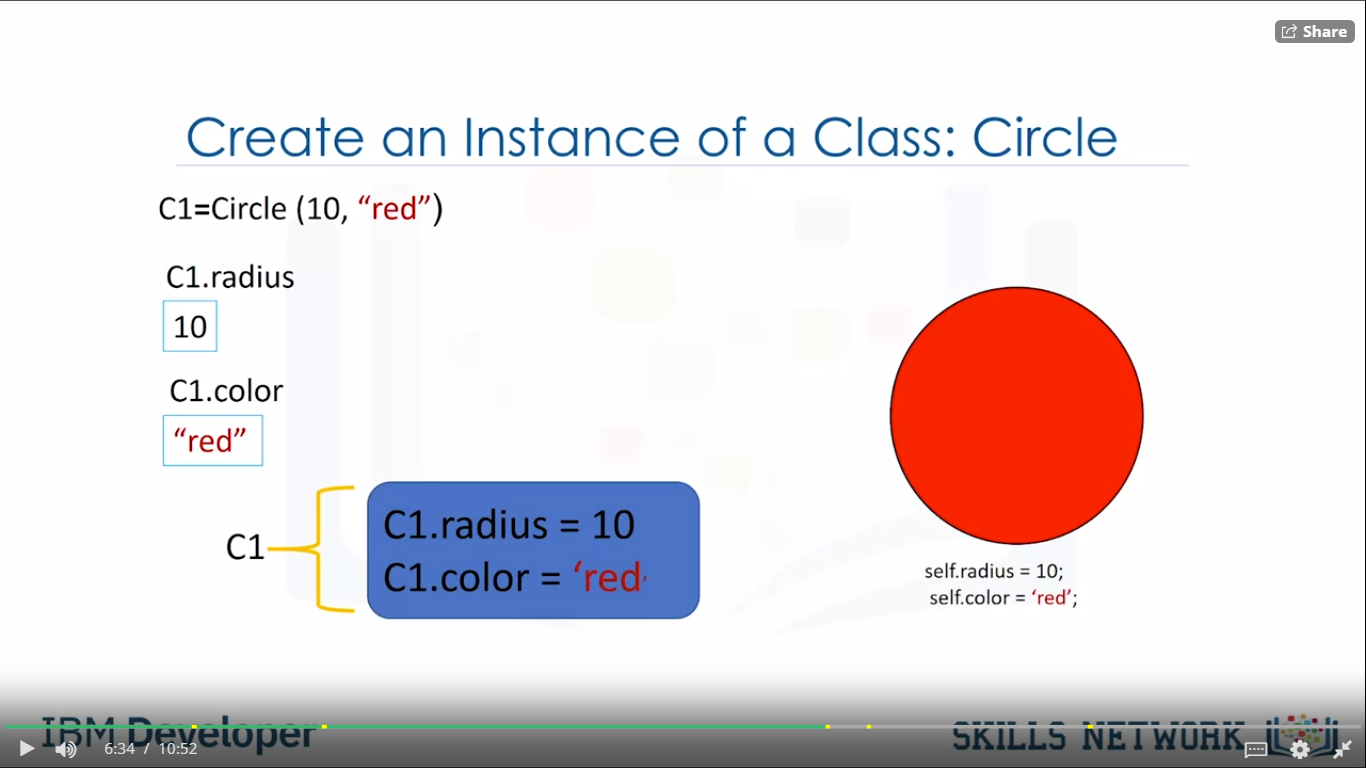 Share
Create an Instance of a Class: Circle
C1=Circle (10, “red”)
C1.radius
10
C1.color
“red”
C1
C1.radius = 10
C1.color = ‘red’
self.radius = 10;
self.color = ‘red’;
IBM Developer
SKILLS NETWORK
6:34 / 10:52